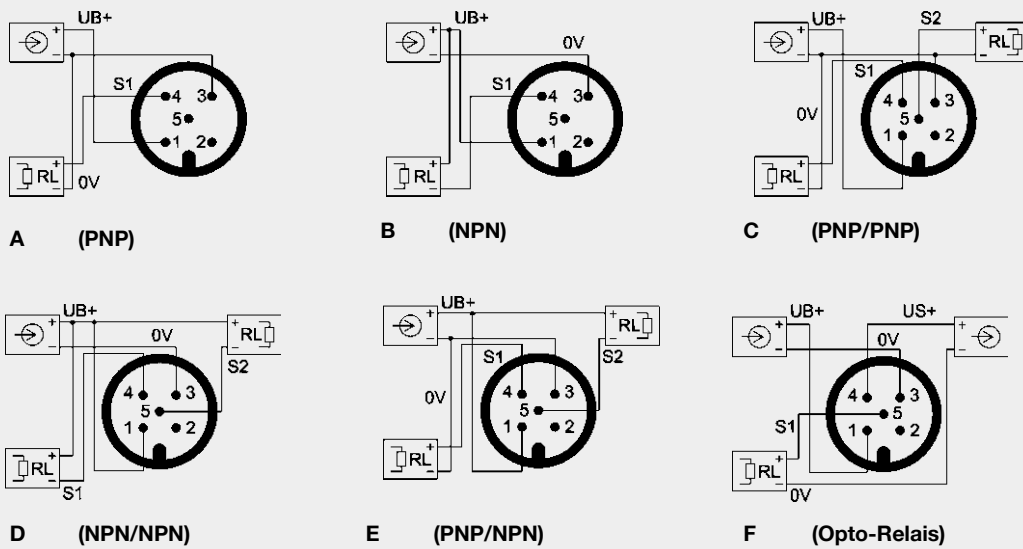 UB+
+
-
S1
4 3
5
1 2
+
RL
-
0V
A (PNP)
UB+
+
-
0V
S1
4 3
5
1 2
+
RL
-
B (NPN)
UB+
S2
+
-
+
RL
-
S1
4 3
0V
5
1 2
+
RL
-
C (PNP/PNP)
UB+
+
-
0V
+
RL
-
S2
4 3
5
1 2
+
RL
-
S1
D (NPN/NPN)
UB+
+
-
+
RL
-
S1
S2
4 3
0V
5
1 2
+
RL
-
E (PNP/NPN)
UB+
US+
+
-
0V
+
-
4 3
5
S1
1 2
+
RL
-
0V
F (Opto-Relais)